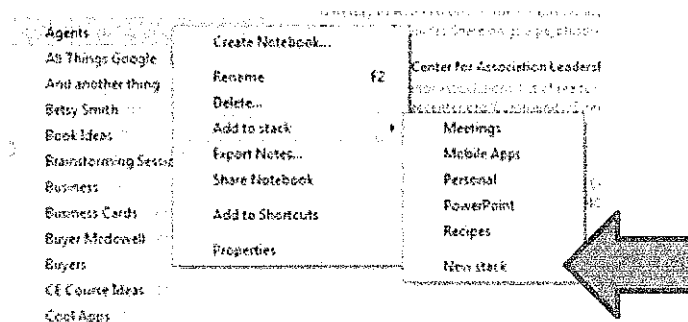 Agents
All Things Google
And another thing
Betsy Smith
Book Ideas
Brainstorming Sess
Business
Business Cards
Buyer Mcdowell
Buyers
CE Course Ideas
Cool Apps
Create Notebook...
Rename F2
Delete...
Add to stack
Export Notes...
Share Notebook
Add to Shortcuts
Properties
Center for Association Leadersh
Meetings
Mobile Apps
Personal
PowerPoint
Recipes
New stack